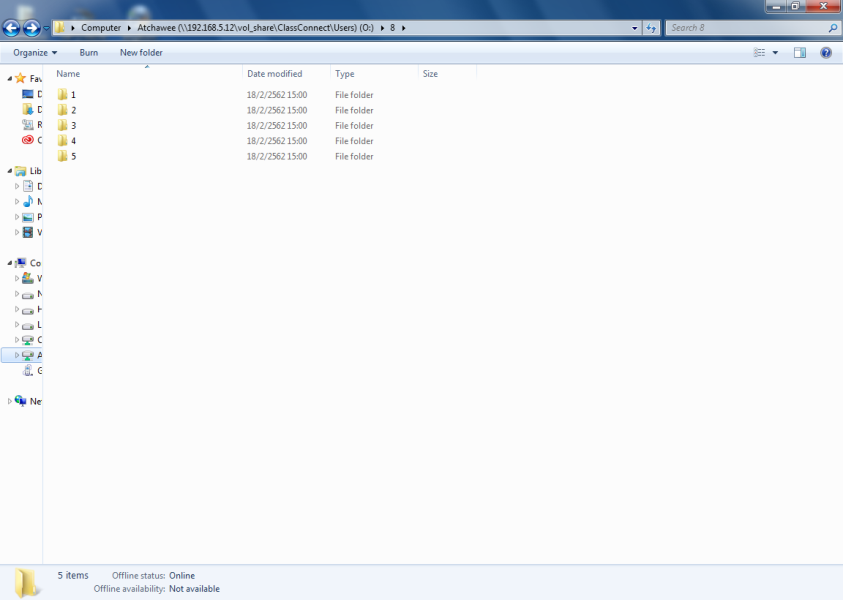 Computer Atchawee (\\192.168.5.12\vol_share\ClassConnect\Users) (O:) 8 Search 8
Organize Burn New folder
Name Date modified Type Size
1 18/2/2562 15:00 File folder
2 18/2/2562 15:00 File folder
3 18/2/2562 15:00 File folder
4 18/2/2562 15:00 File folder
5 18/2/2562 15:00 File folder
Fav
D
D
R
C
Lib
D
M
P
V
Co
V
N
H
L
C
A
G
Ne
5 items Offline status: Online
Offline availability: Not available